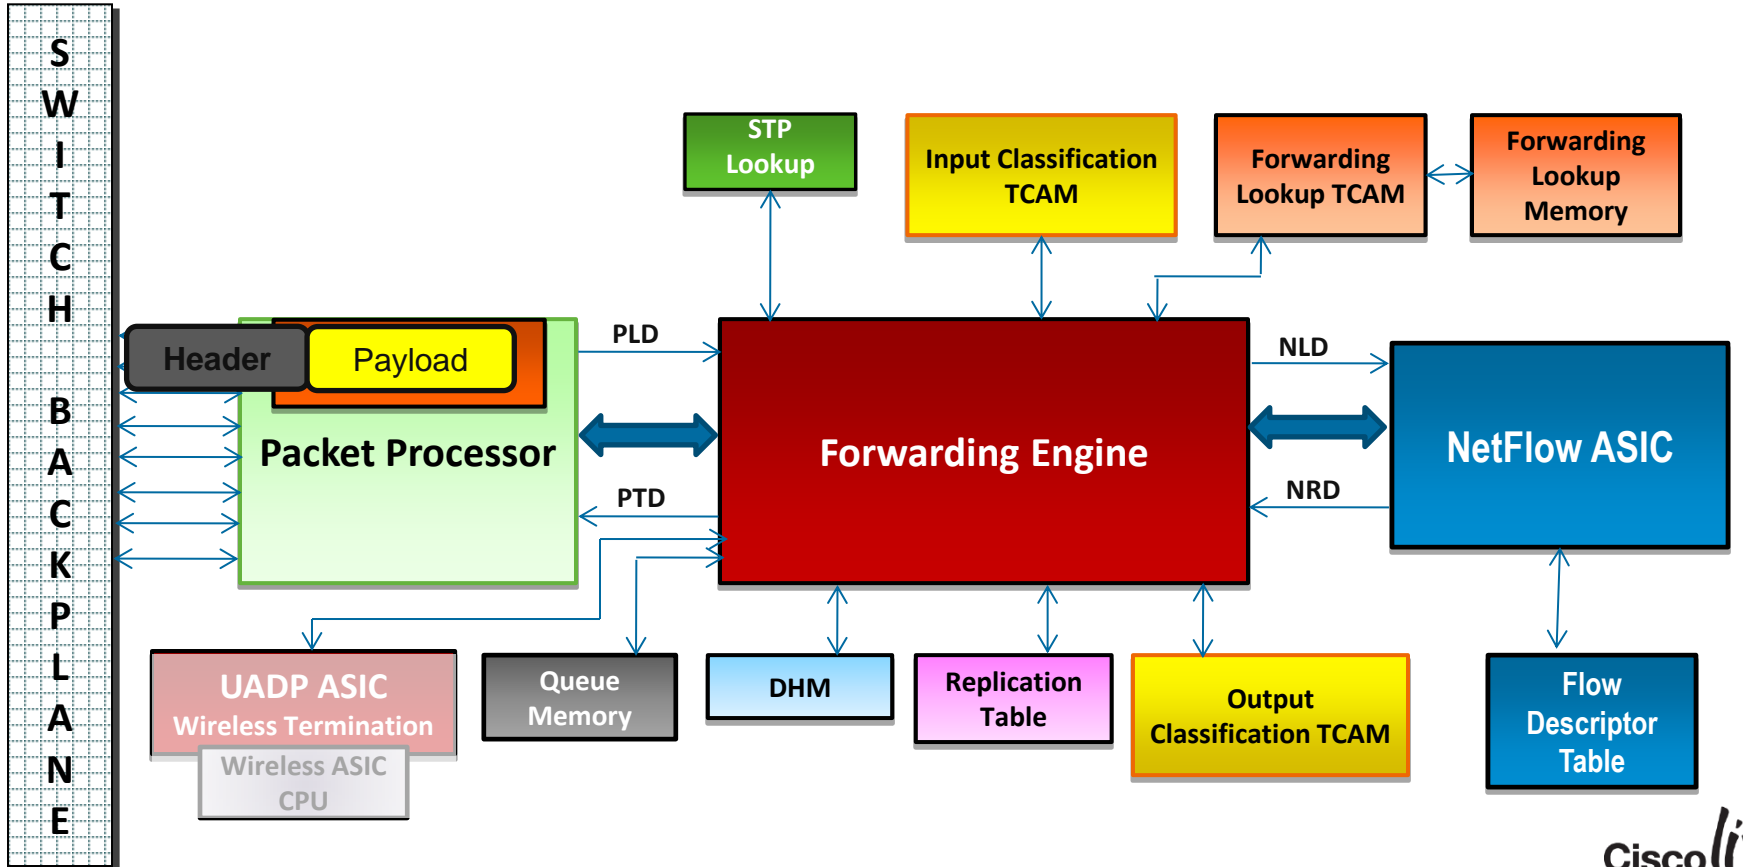 SWITCH BACKPLANE
STP
Lookup
Input Classification
TCAM
Forwarding
Lookup TCAM
Forwarding
Lookup
Memory
Header
Payload
Packet Processor
PLD
PTD
Forwarding Engine
NLD
NRD
NetFlow ASIC
UADP ASIC
Wireless Termination
Wireless ASIC
CPU
Queue
Memory
DHM
Replication
Table
Output
Classification TCAM
Flow
Descriptor
Table
Cisco